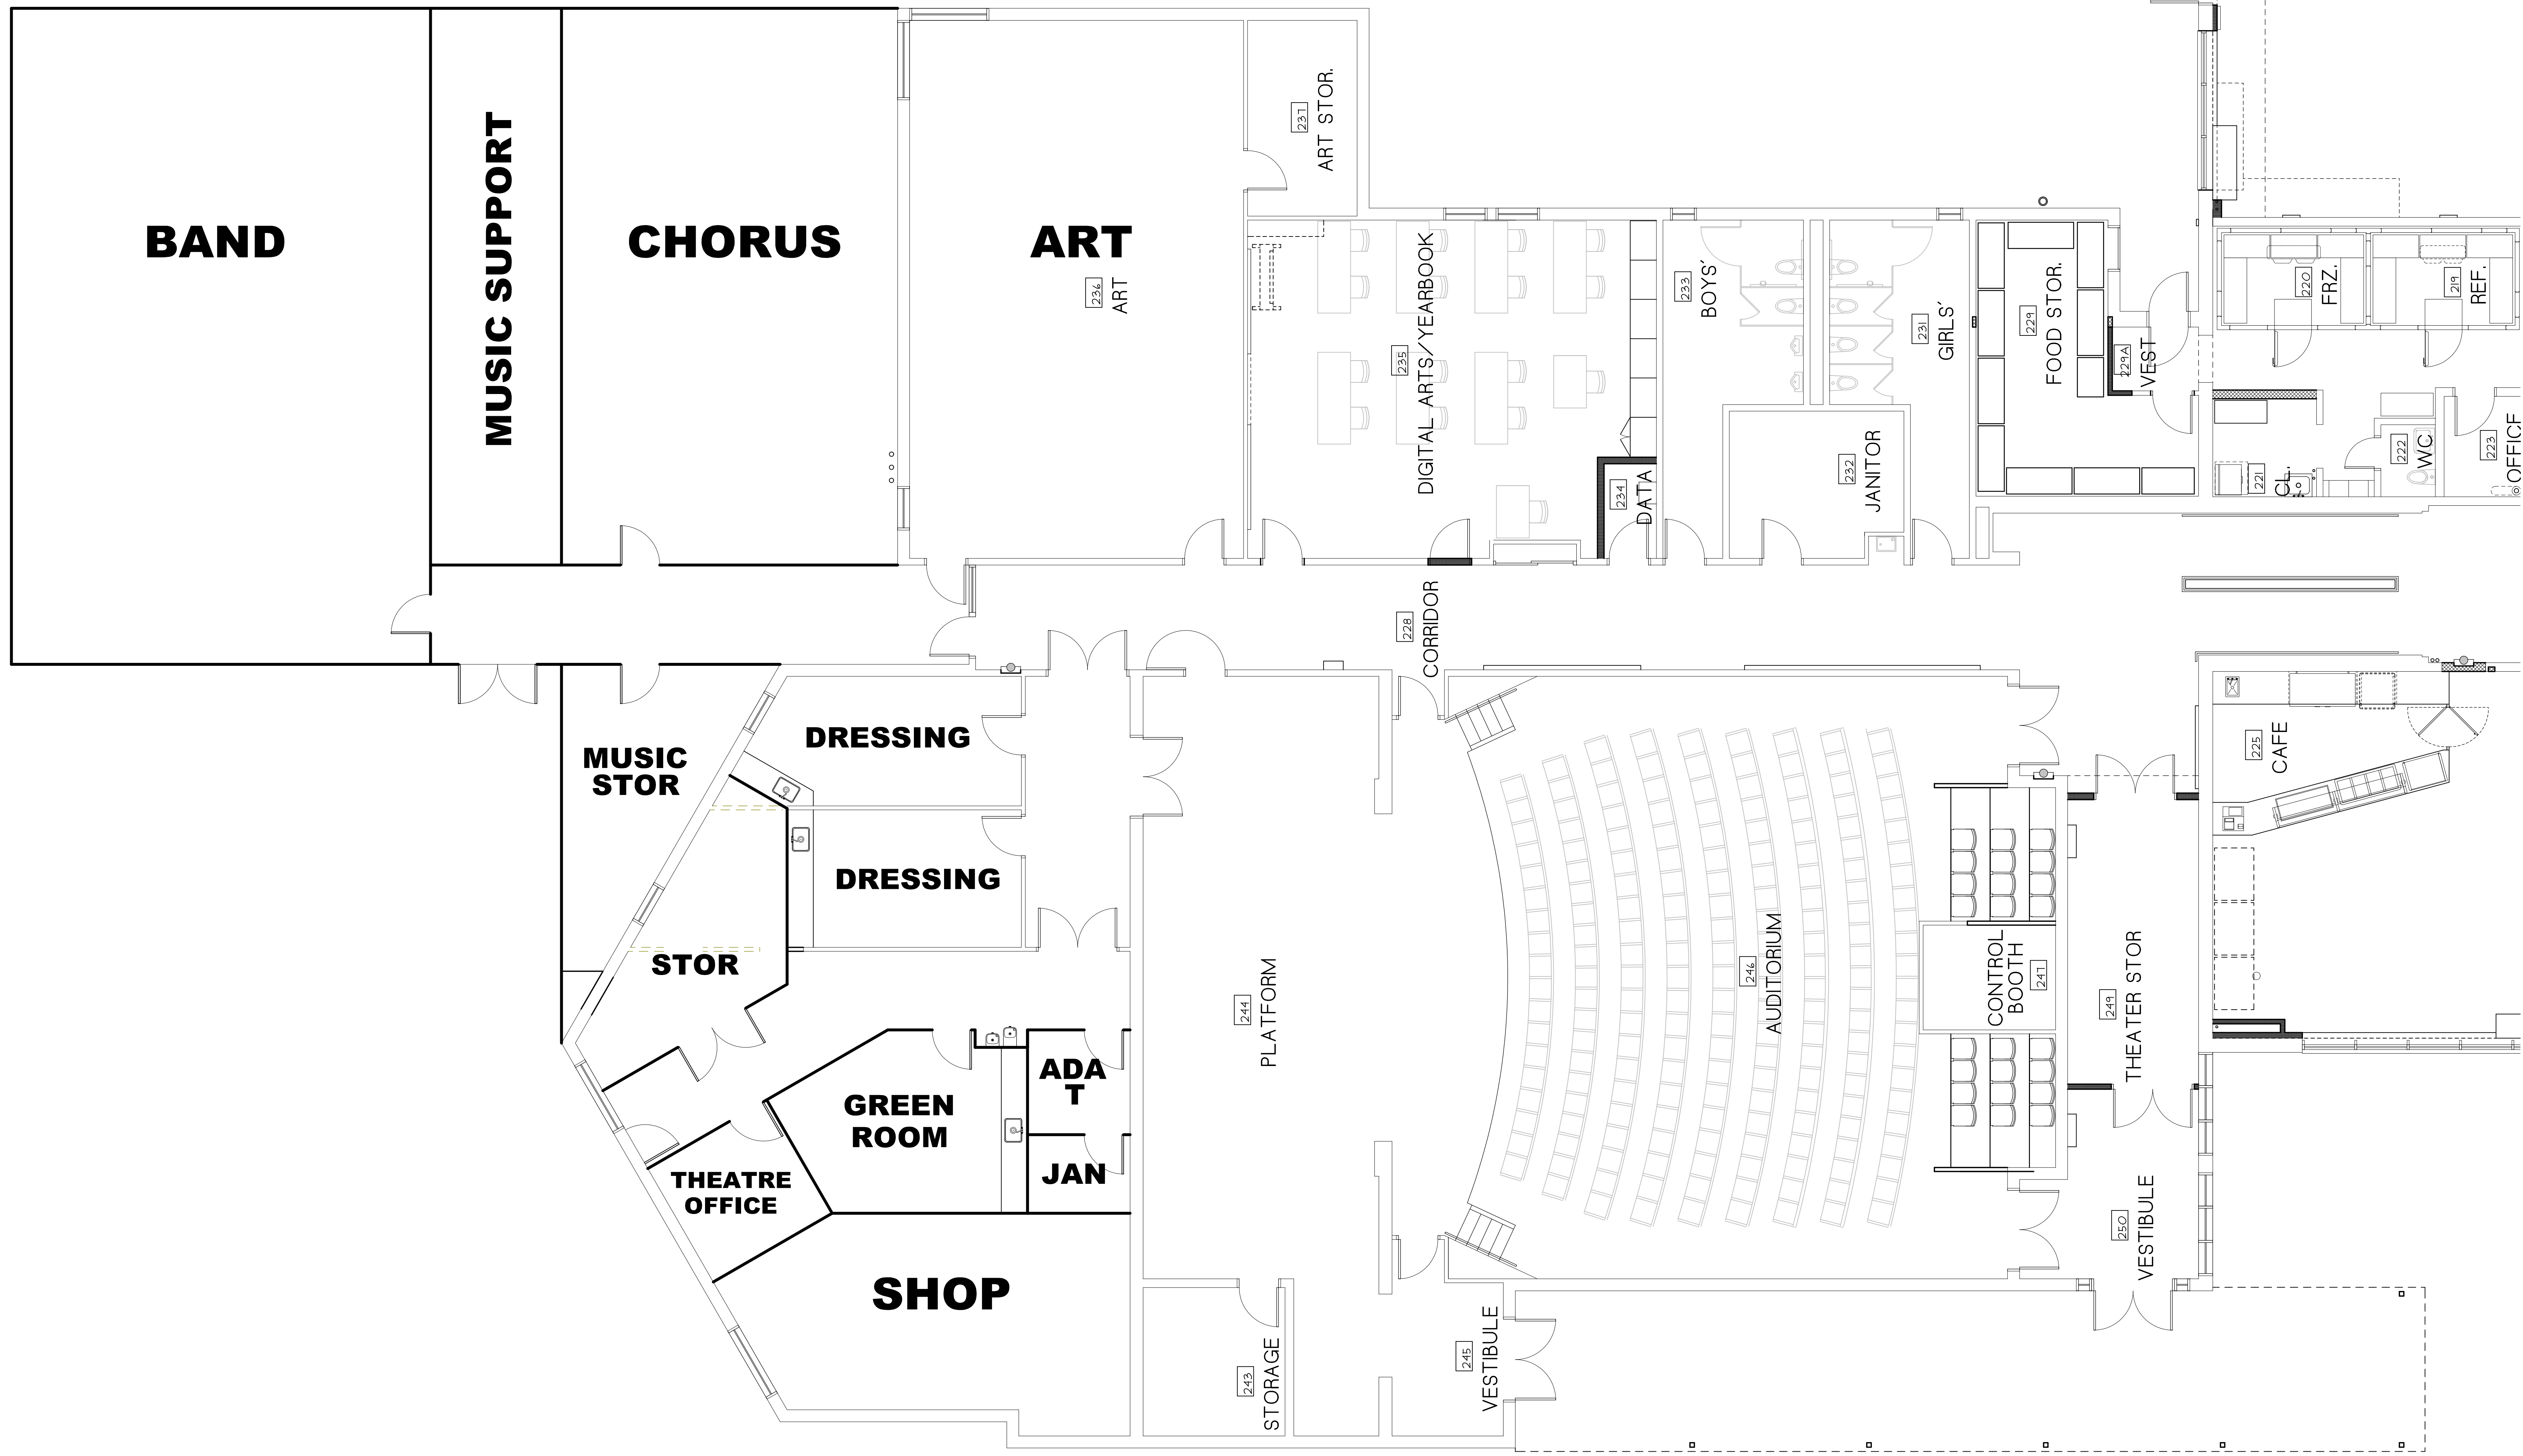 BAND
MUSIC SUPPORT
CHORUS
ART
236
ART
237
ART STOR.
235
DIGITAL ARTS/YEARBOOK
234
DATA
233
BOYS'
232
JANITOR
231
GIRLS'
229
FOOD STOR.
229A
VEST
220
FRZ.
219
REF.
221
CL.
222
WC
223
OFFICE
228
CORRIDOR
MUSIC
STOR
DRESSING
DRESSING
STOR
GREEN
ROOM
ADA
T
JAN
THEATRE
OFFICE
SHOP
244
PLATFORM
246
AUDITORIUM
CONTROL
BOOTH
247
249
THEATER STOR
225
CAFE
250
VESTIBULE
243
STORAGE
245
VESTIBULE